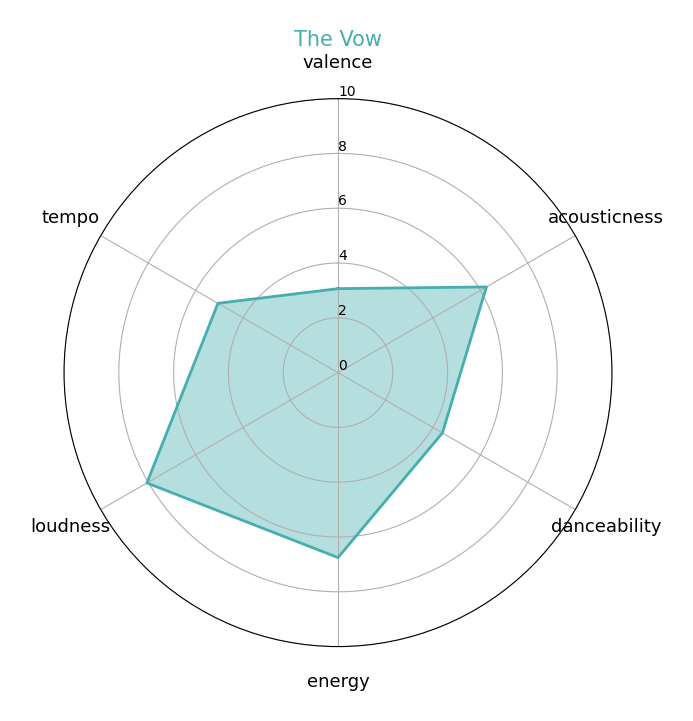 The Vow
valence
10
8
6
4
2
0
tempo
acousticness
loudness
danceability
energy